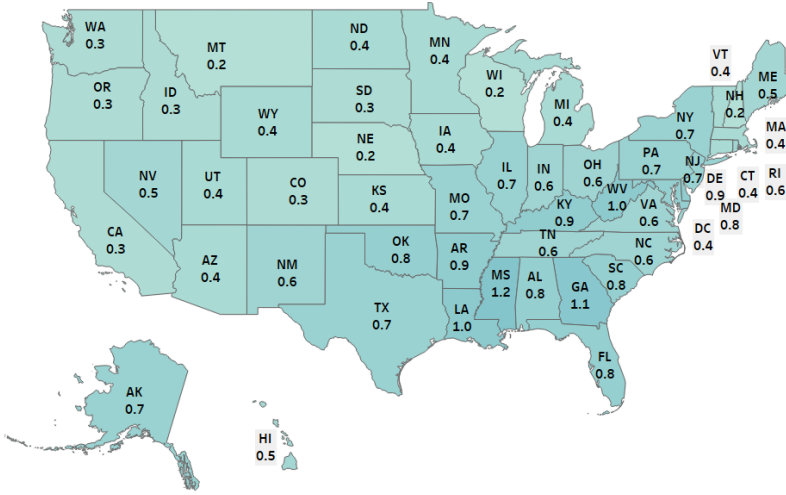 WA
0.3
MT
0.2
ND
0.4
MN
0.4
VT
0.4
ME
0.5
OR
0.3
ID
0.3
SD
0.3
WI
0.2
NH
0.2
WY
0.4
MI
0.4
NY
0.7
MA
0.4
NE
0.2
IA
0.4
PA
0.7
NJ
0.7
NV
0.5
UT
0.4
CO
0.3
KS
0.4
IL
0.7
IN
0.6
OH
0.6
DE
0.9
CT
0.4
RI
0.6
MO
0.7
KY
0.9
WV
1.0
VA
0.6
MD
0.8
DC
0.4
CA
0.3
AZ
0.4
NM
0.6
OK
0.8
AR
0.9
TN
0.6
NC
0.6
MS
1.2
AL
0.8
GA
1.1
SC
0.8
TX
0.7
LA
1.0
FL
0.8
AK
0.7
HI
0.5